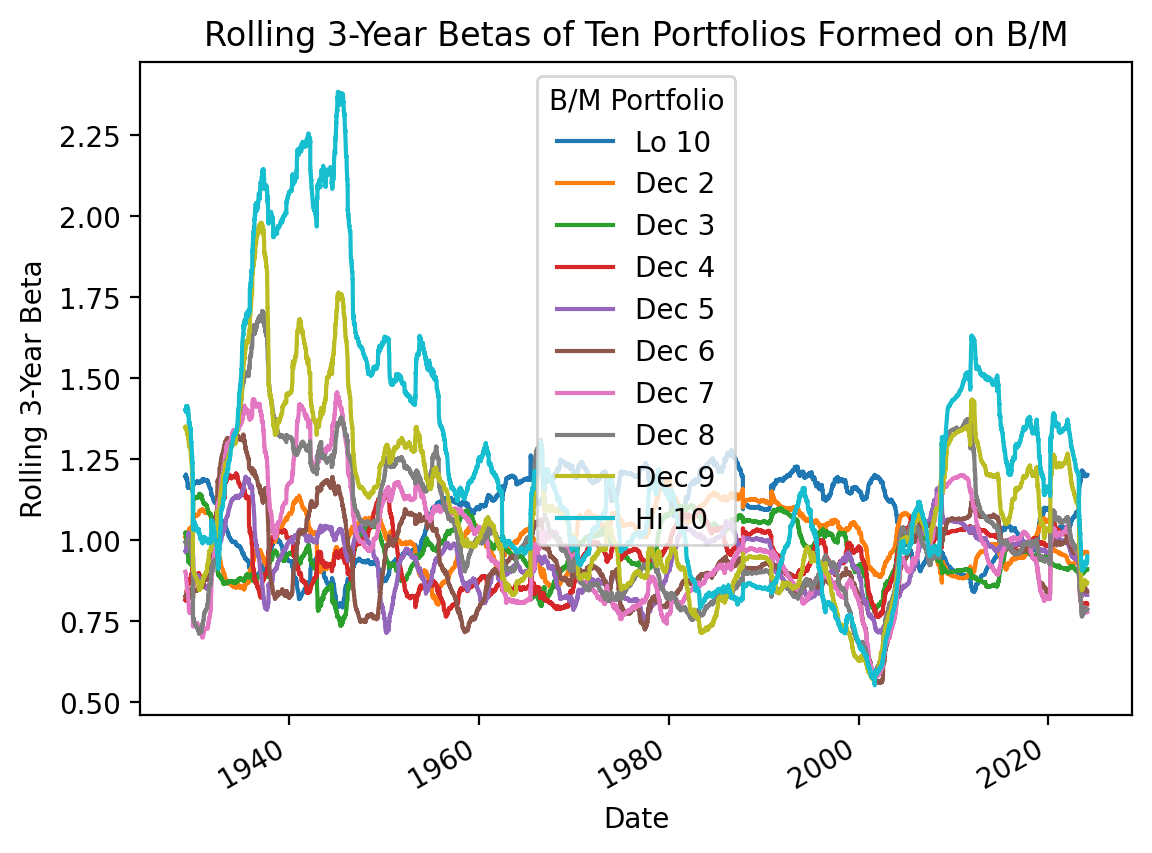 Rolling 3-Year Betas of Ten Portfolios Formed on B/M
B/M Portfolio
Lo 10
Dec 2
Dec 3
Dec 4
Dec 5
Dec 6
Dec 7
Dec 8
Dec 9
Hi 10
Rolling 3-Year Beta
2.25
2.00
1.75
1.50
1.25
1.00
0.75
0.50
1940
1960
1980
2000
2020
Date